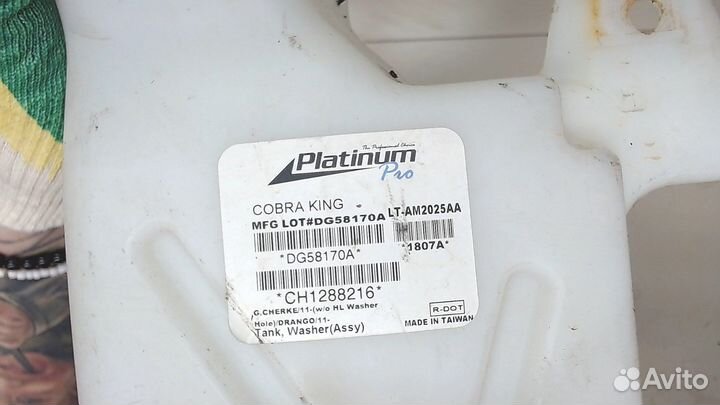 The Professional Choice
Platinum
Pro
COBRA KING
MFG LOT#DG58170A LT-AM2025AA
*DG58170A* *1807A*
*CH1288216*
G.CHERKE/11-(w/o HL Washer
Hole)/DRANGO/11-
Tank, Washer(Assy)
R-DOT
MADE IN TAIWAN
Avito